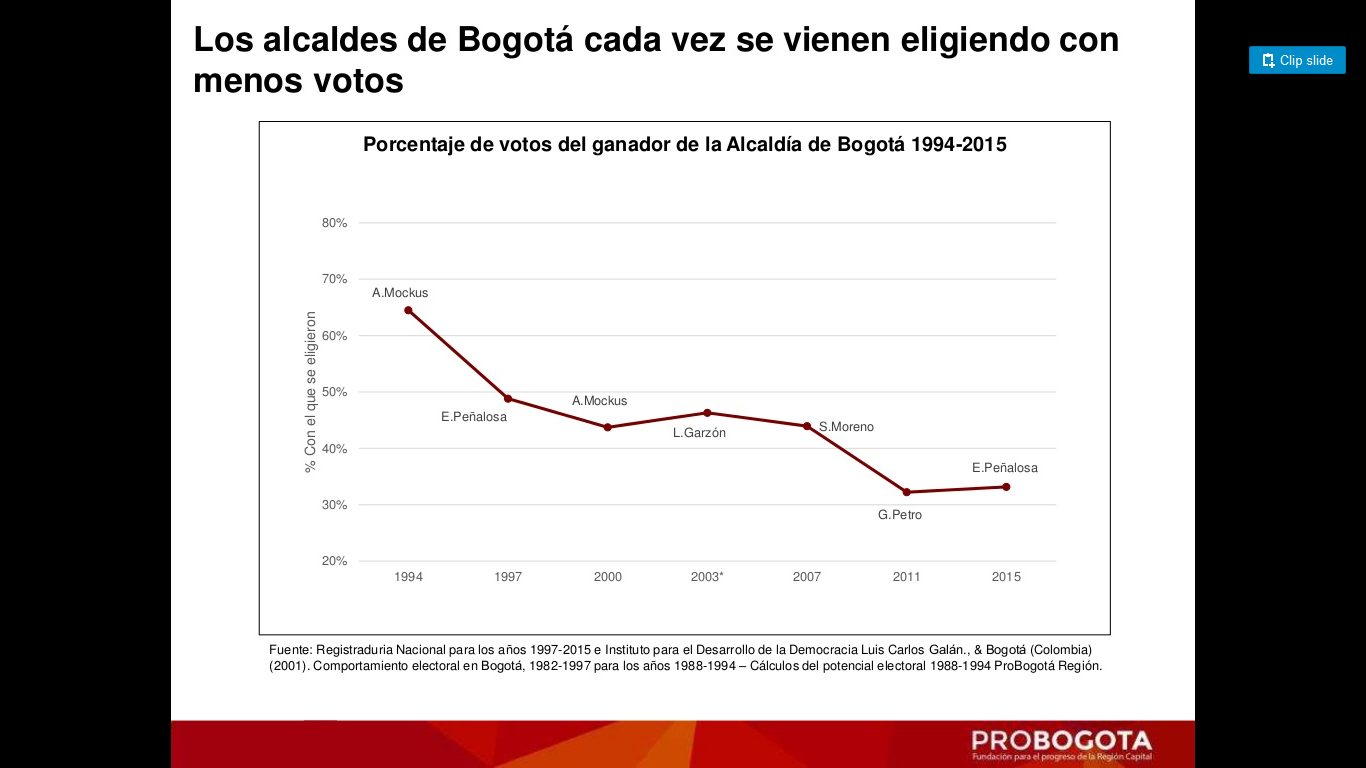 Los alcaldes de Bogotá cada vez se vienen eligiendo con
menos votos
Clip slide
Porcentaje de votos del ganador de la Alcaldía de Bogotá 1994-2015
% Con el que se eligieron
80%
70%
60%
50%
40%
30%
20%
A.Mockus
E.Peñalosa
A.Mockus
L.Garzón
S.Moreno
G.Petro
E.Peñalosa
1994
1997
2000
2003*
2007
2011
2015
Fuente: Registraduria Nacional para los años 1997-2015 e Instituto para el Desarrollo de la Democracia Luis Carlos Galán., & Bogotá (Colombia)
(2001). Comportamiento electoral en Bogotá, 1982-1997 para los años 1988-1994 – Cálculos del potencial electoral 1988-1994 ProBogotá Región.
PROBOGOTA
Fundación para el progreso de la Región Capital